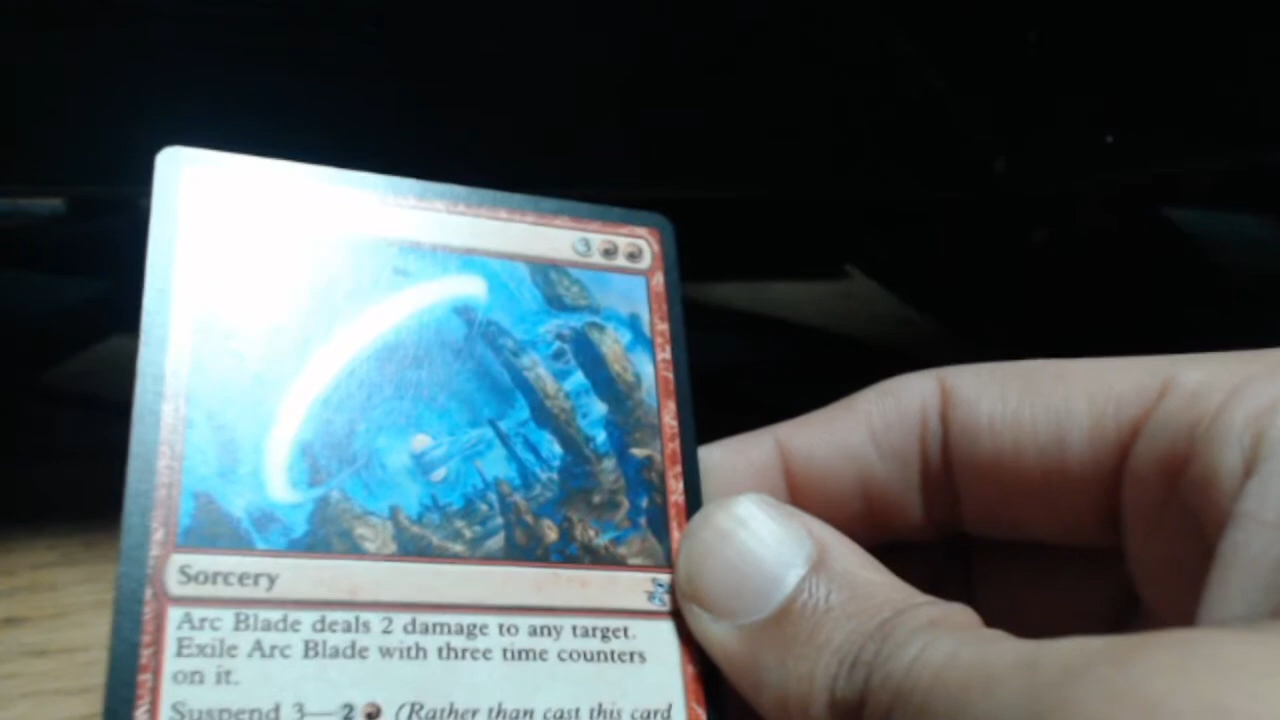 3
Sorcery
Arc Blade deals 2 damage to any target.
Exile Arc Blade with three time counters
on it.
Suspend 3—2 (Rather than cast this card